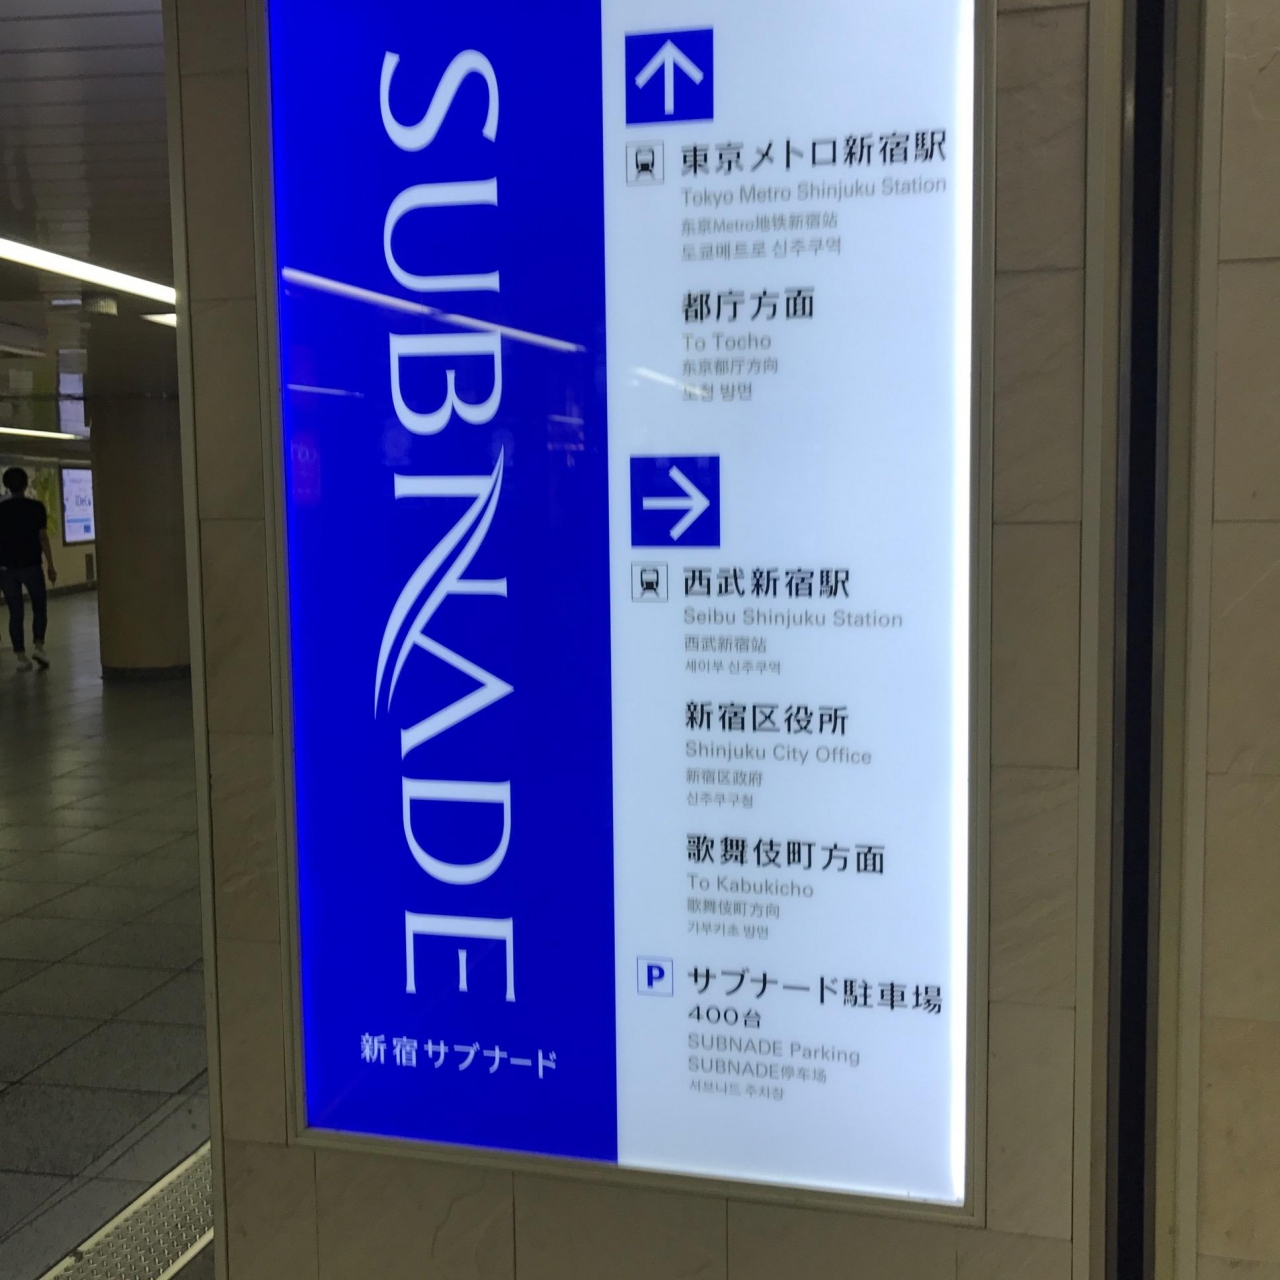 SUBNADE
新宿サブナード
東京メトロ新宿駅
Tokyo Metro Shinjuku Station
东京Metro地铁新宿站
도쿄메트로 신주쿠역
都庁方面
To Tocho
东京都厅方向
도청 방면
西武新宿駅
Seibu Shinjuku Station
西武新宿站
세이부 신주쿠역
新宿区役所
Shinjuku City Office
新宿区政府
신주쿠구청
歌舞伎町方面
To Kabukicho
歌舞伎町方向
가부키초 방면
P サブナード駐車場
400台
SUBNADE Parking
SUBNADE停车场
서브나드 주차장